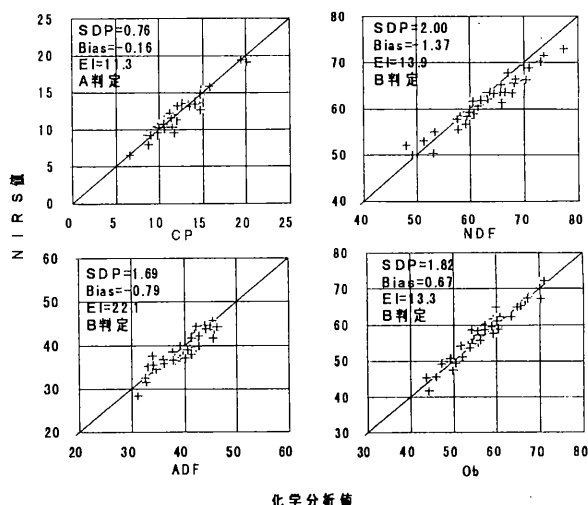 25
20
15
10
5
0
SDP=0.76
Bias=-0.16
EI=11.3
A判定
0 5 10 15 20 25
CP
80
70
60
50
40
SDP=2.00
Bias=-1.37
EI=13.9
B判定
40 50 60 70 80
NDF
NIRS値
60
50
40
30
20
SDP=1.69
Bias=-0.79
EI=22.1
B判定
20 30 40 50 60
ADF
80
70
60
50
40
30
SDP=1.82
Bias=0.67
EI=13.3
B判定
30 40 50 60 70 80
Ob
化学分析値